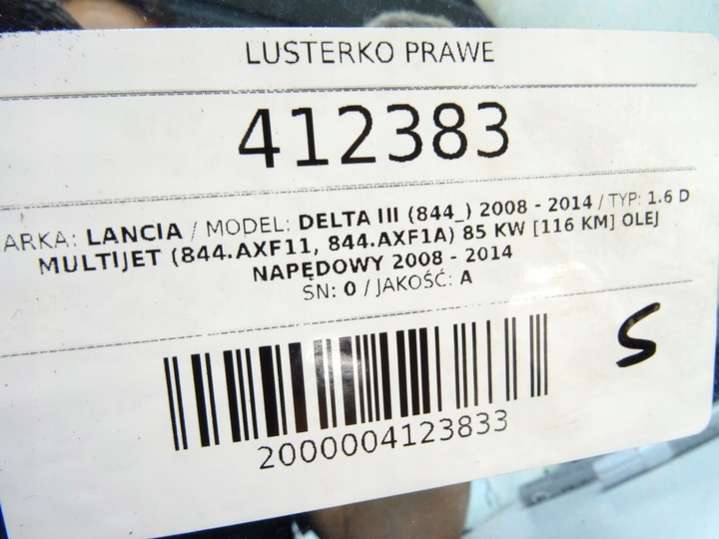 LUSTERKO PRAWE
412383
ARKA: LANCIA / MODEL: DELTA III (844_) 2008 - 2014 / TYP: 1.6 D
MULTIJET (844.AXF11, 844.AXF1A) 85 KW [116 KM] OLEJ
NAPĘDOWY 2008 - 2014
SN: 0 / JAKOŚĆ: A
S
2000004123833